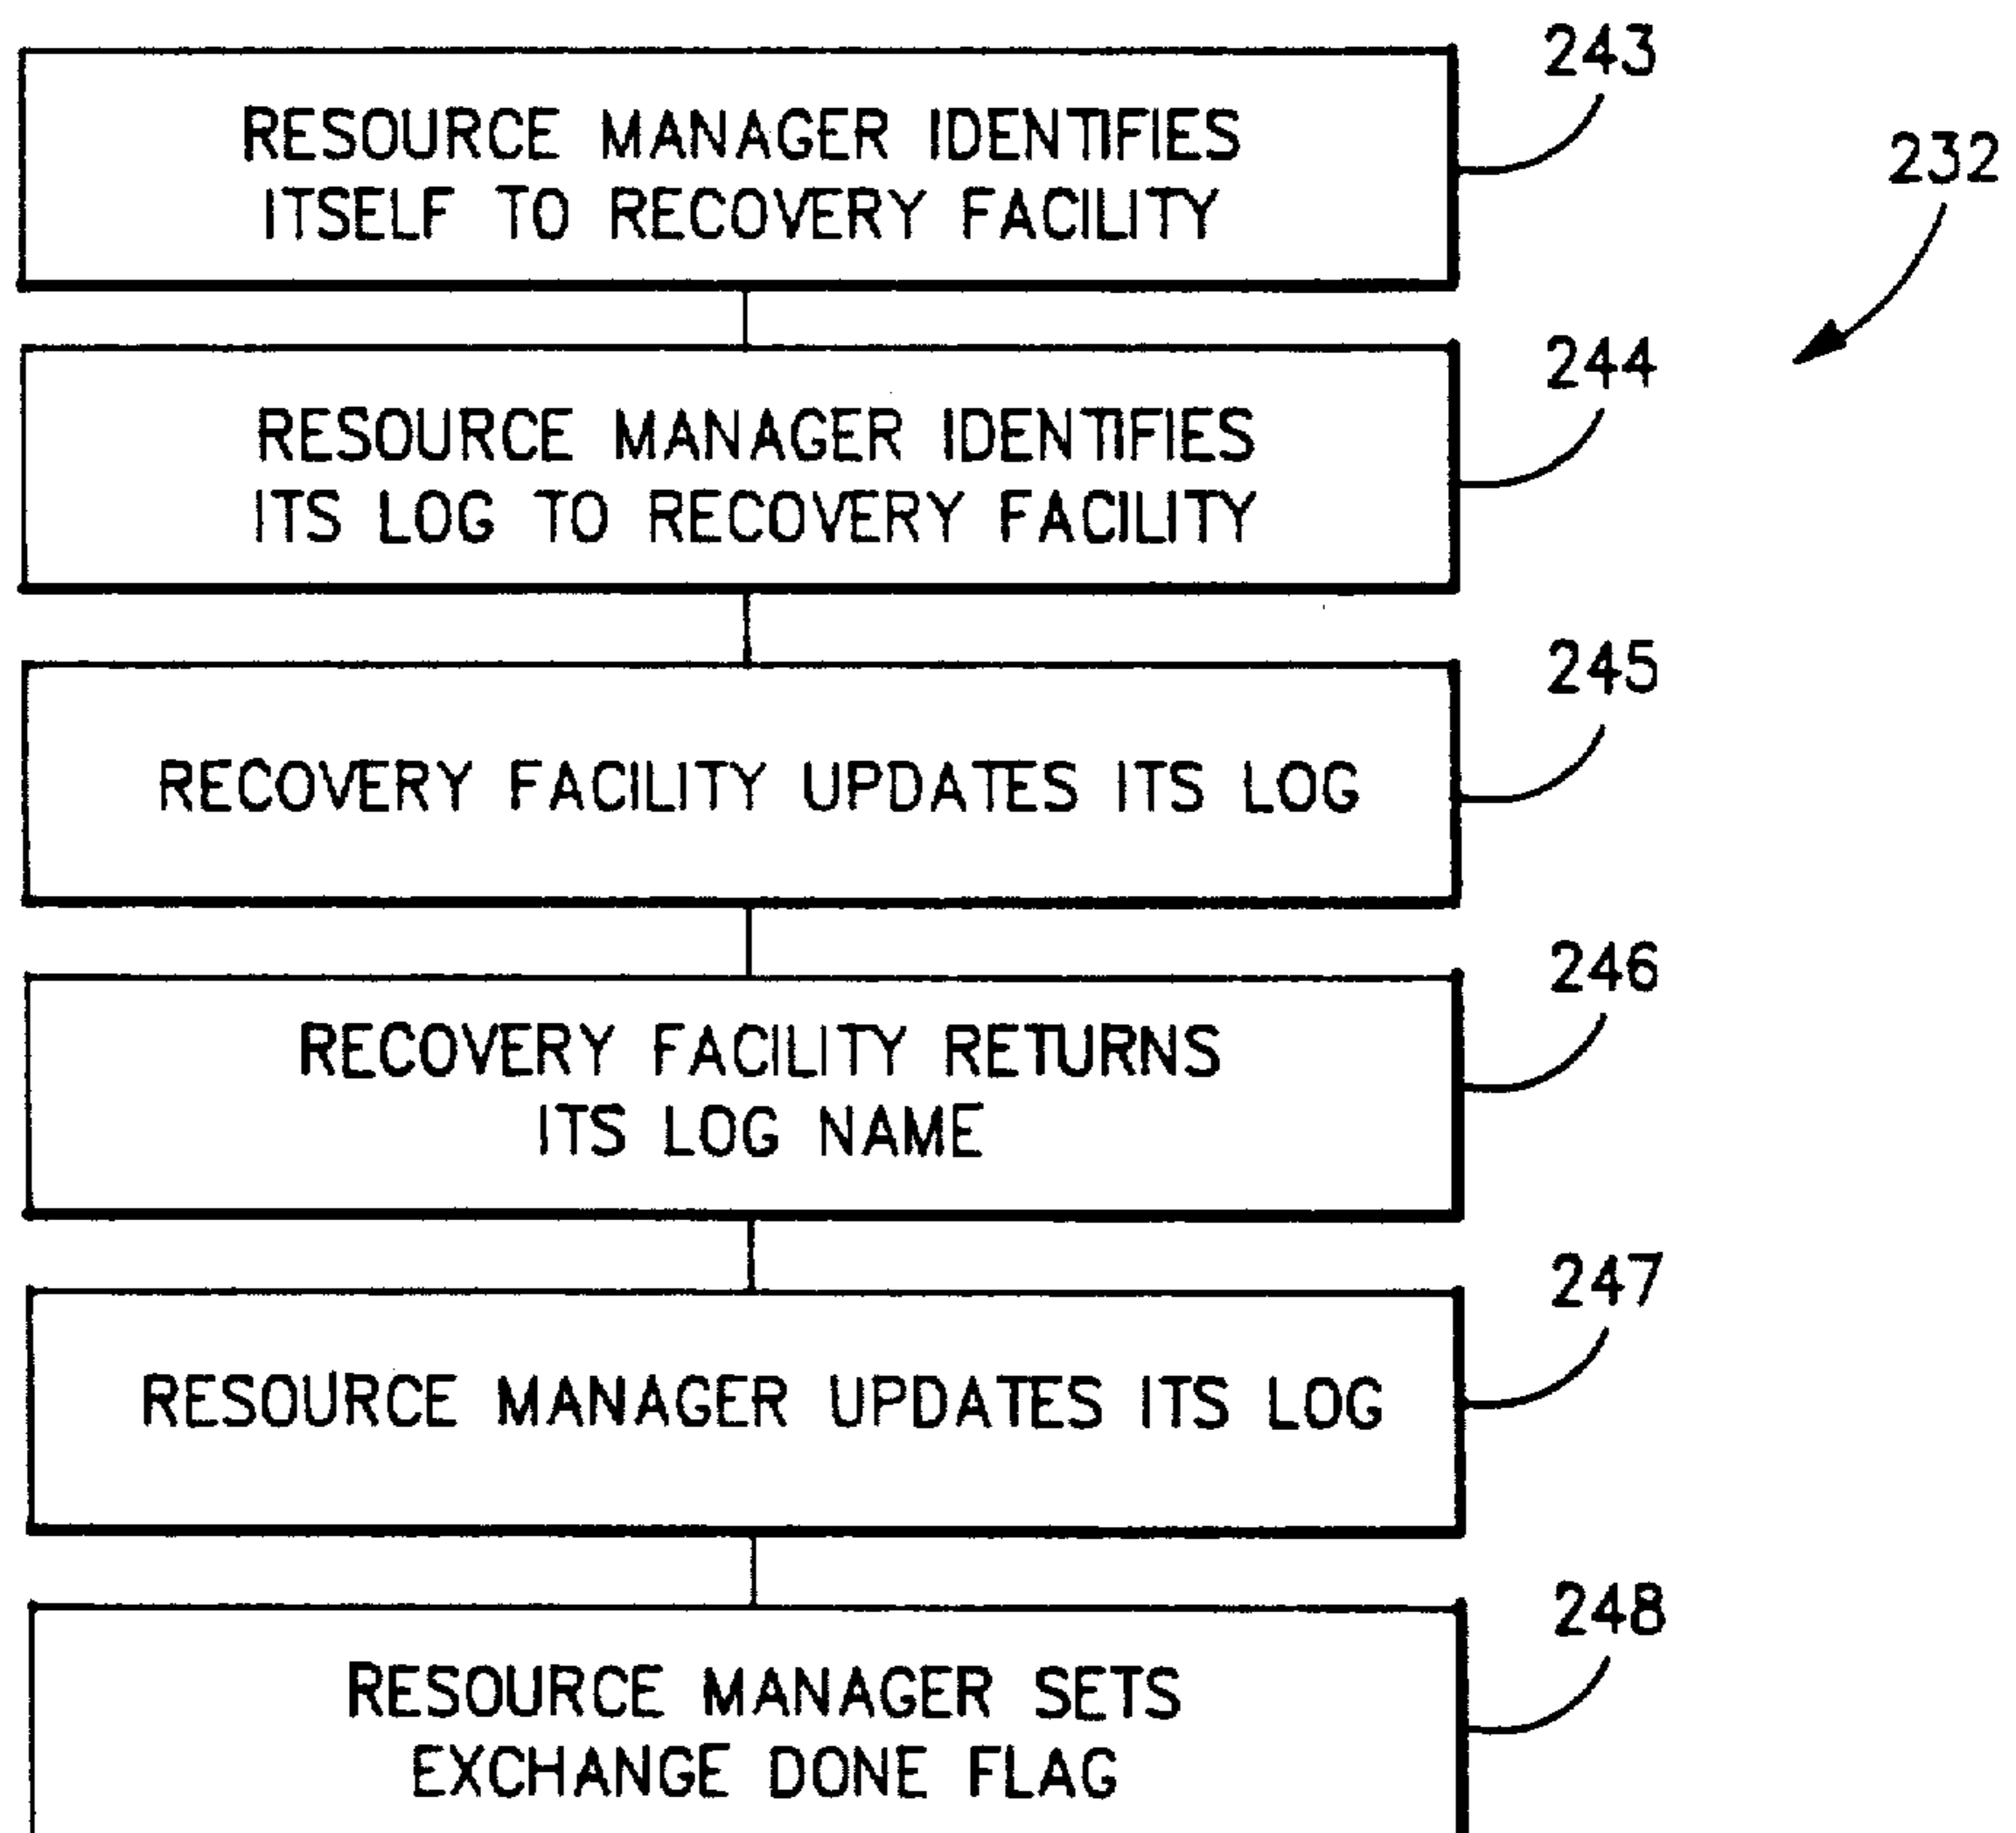 243
RESOURCE MANAGER IDENTIFIES
ITSELF TO RECOVERY FACILITY
232
244
RESOURCE MANAGER IDENTIFIES
ITS LOG TO RECOVERY FACILITY
245
RECOVERY FACILITY UPDATES ITS LOG
246
RECOVERY FACILITY RETURNS
ITS LOG NAME
247
RESOURCE MANAGER UPDATES ITS LOG
248
RESOURCE MANAGER SETS
EXCHANGE DONE FLAG